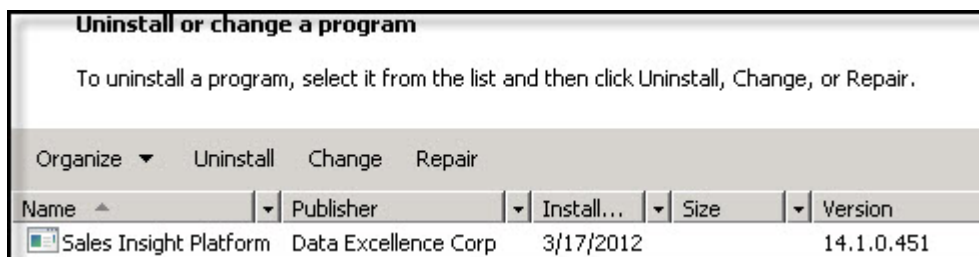 Uninstall or change a program
To uninstall a program, select it from the list and then click Uninstall, Change, or Repair.
Organize Uninstall Change Repair
Name Publisher Install... Size Version
Sales Insight Platform Data Excellence Corp 3/17/2012 14.1.0.451